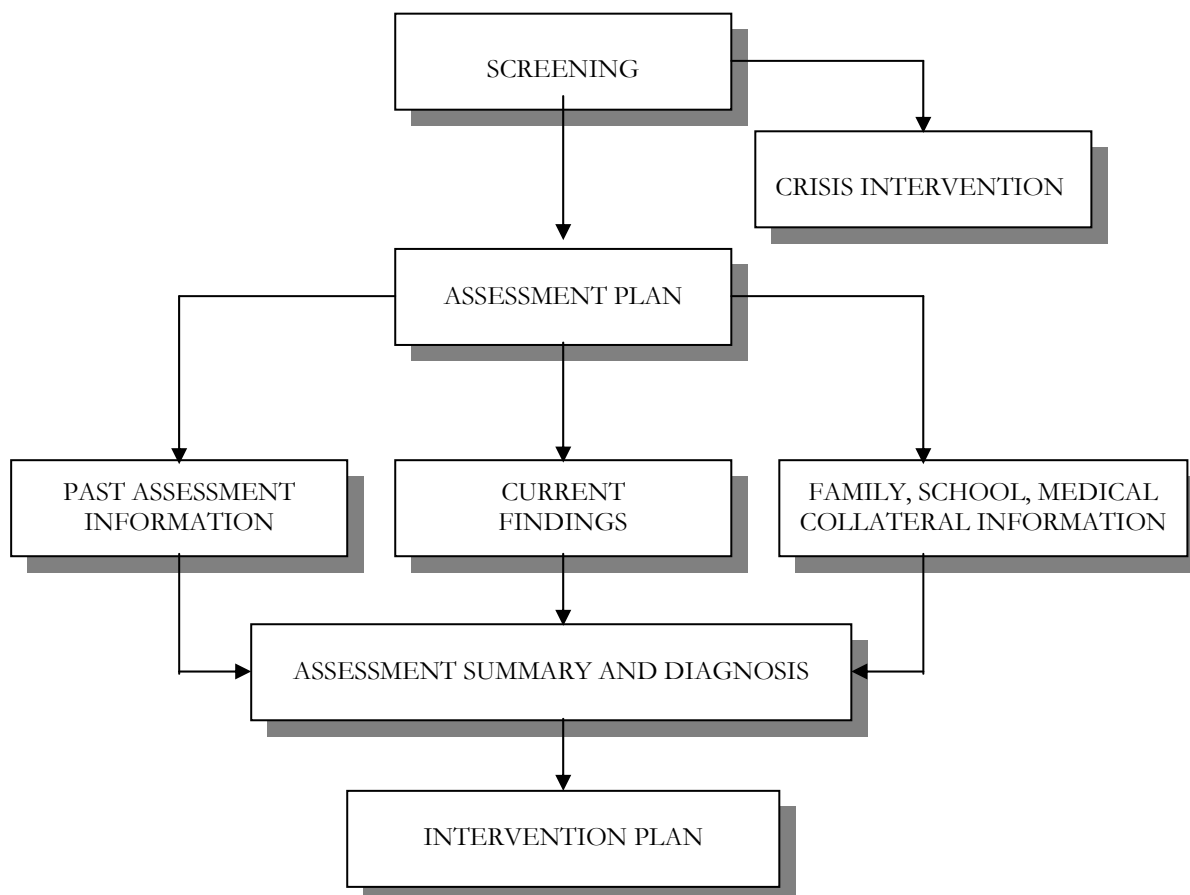 SCREENING
CRISIS INTERVENTION
ASSESSMENT PLAN
PAST ASSESSMENT
INFORMATION
CURRENT
FINDINGS
FAMILY, SCHOOL, MEDICAL
COLLATERAL INFORMATION
ASSESSMENT SUMMARY AND DIAGNOSIS
INTERVENTION PLAN